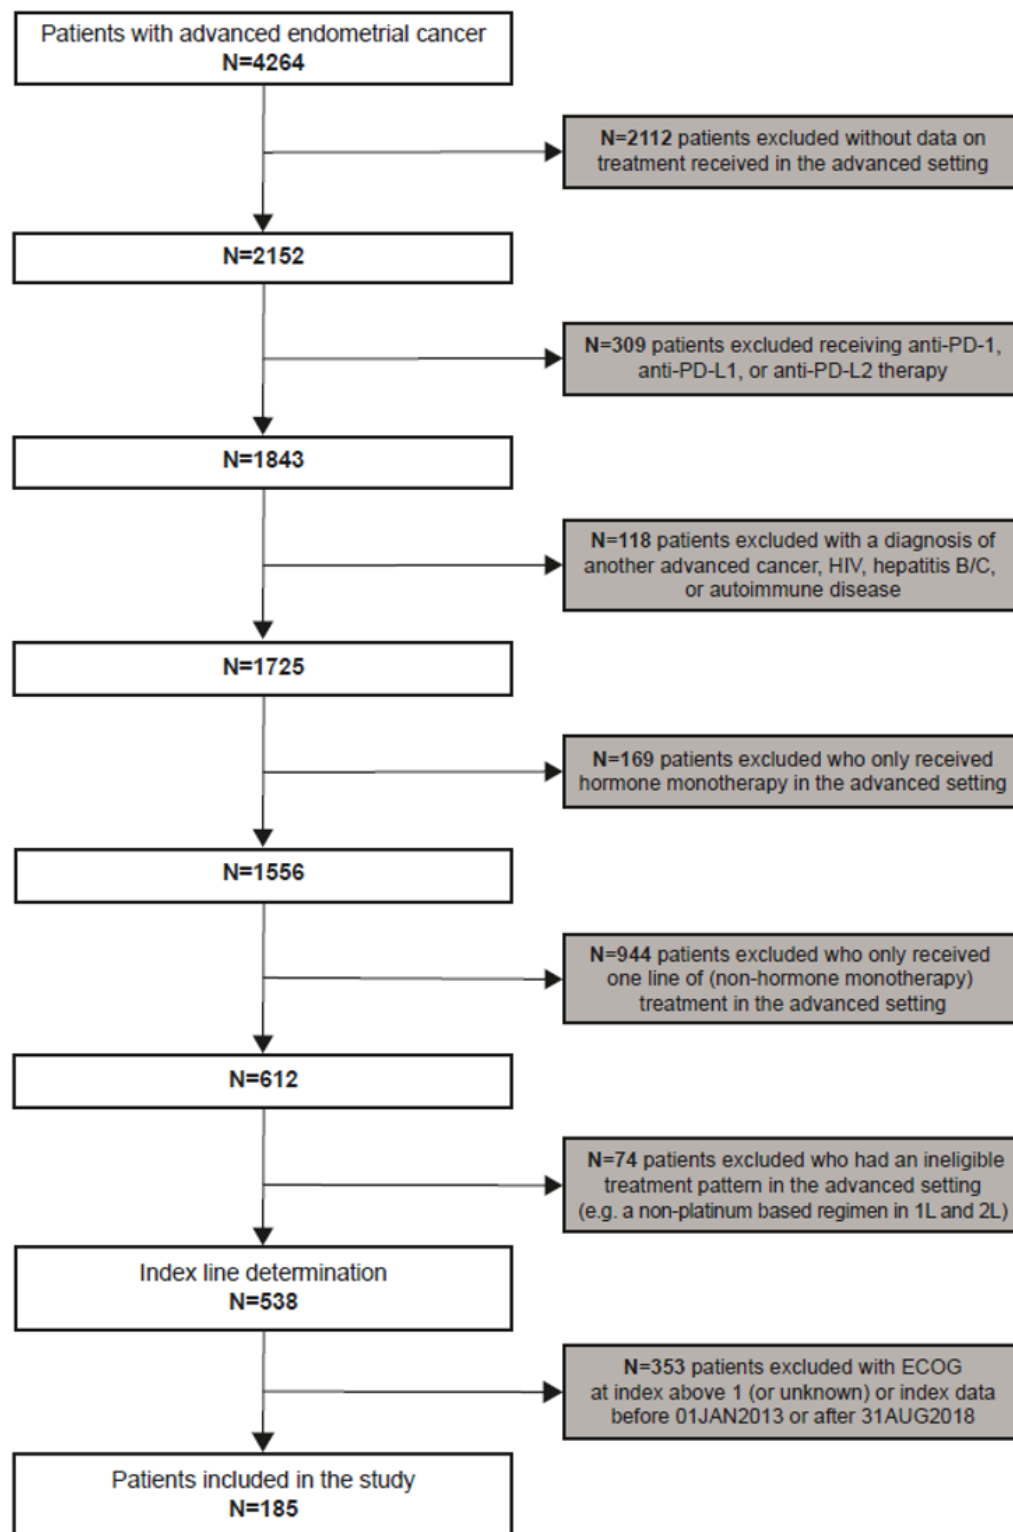 Patients with advanced endometrial cancer
N=4264
N=2112 patients excluded without data on
treatment received in the advanced setting
N=2152
N=309 patients excluded receiving anti-PD-1,
anti-PD-L1, or anti-PD-L2 therapy
N=1843
N=118 patients excluded with a diagnosis of
another advanced cancer, HIV, hepatitis B/C,
or autoimmune disease
N=1725
N=169 patients excluded who only received
hormone monotherapy in the advanced setting
N=1556
N=944 patients excluded who only received
one line of (non-hormone monotherapy)
treatment in the advanced setting
N=612
N=74 patients excluded who had an ineligible
treatment pattern in the advanced setting
(e.g. a non-platinum based regimen in 1L and 2L)
Index line determination
N=538
N=353 patients excluded with ECOG
at index above 1 (or unknown) or index data
before 01JAN2013 or after 31AUG2018
Patients included in the study
N=185